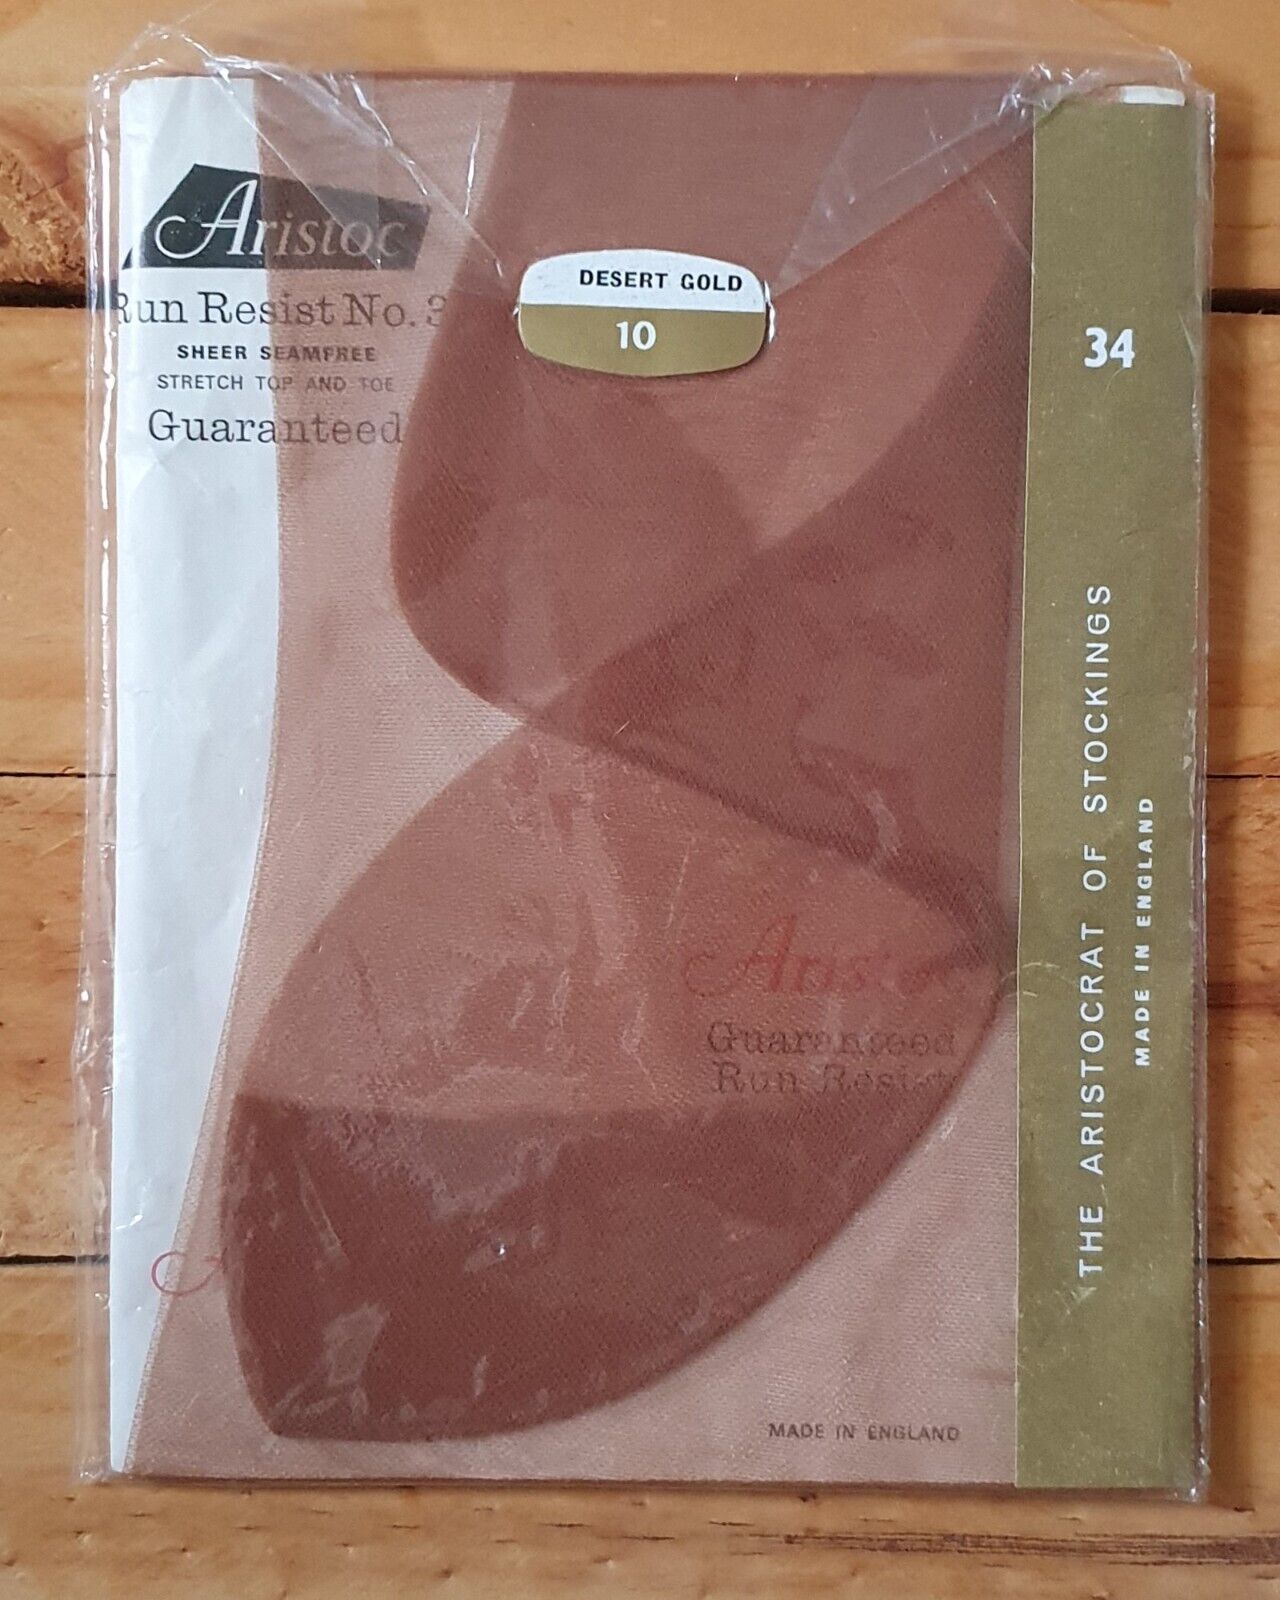 Aristoc
Run Resist No. 3
SHEER SEAMFREE
STRETCH TOP AND TOE
Guaranteed
DESERT GOLD
10
34
THE ARISTOCRAT OF STOCKINGS
MADE IN ENGLAND
Aristoc
Guaranteed
Run Resist
MADE IN ENGLAND